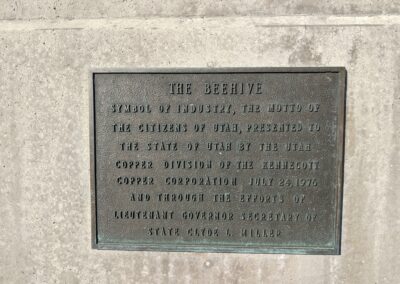 THE BEEHIVE
SYMBOL OF INDUSTRY, THE MOTTO OF
THE CITIZENS OF UTAH, PRESENTED TO
THE STATE OF UTAH BY THE UTAH
COPPER DIVISION OF THE KENNECOTT
COPPER CORPORATION JULY 24, 1976
AND THROUGH THE EFFORTS OF
LIEUTENANT GOVERNOR SECRETARY OF
STATE CLYDE L MILLER